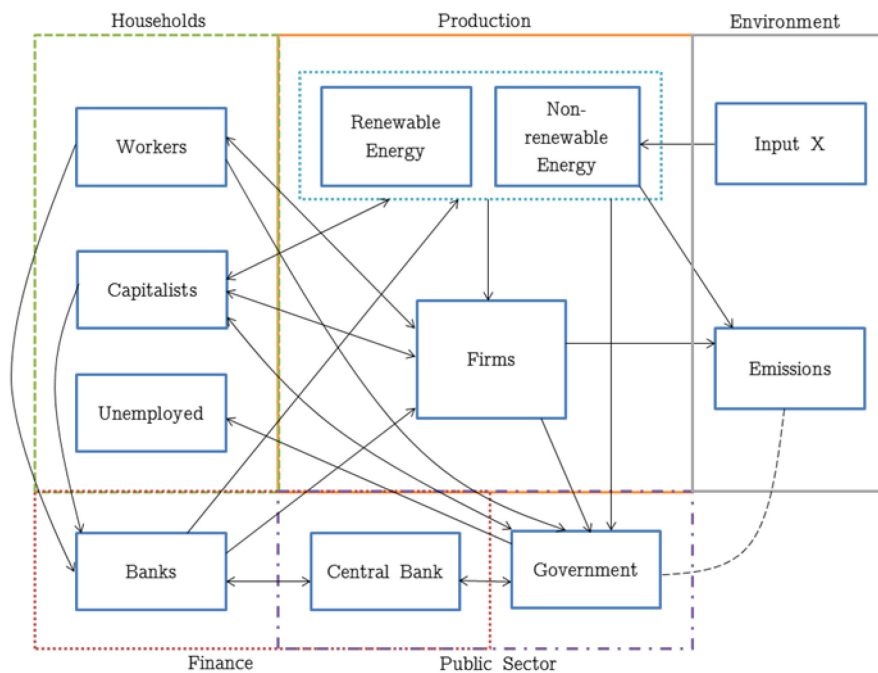 Households
Production
Environment
Workers
Renewable
Energy
Non-
renewable
Energy
Input X
Capitalists
Firms
Emissions
Unemployed
Banks
Central Bank
Government
Finance
Public Sector